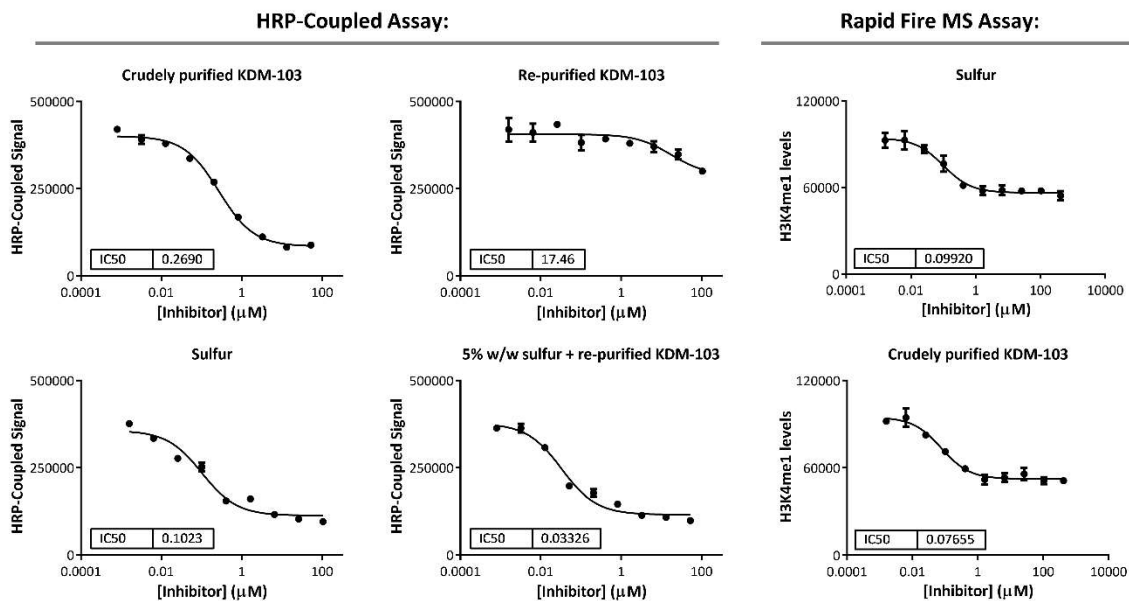 HRP-Coupled Assay:
Rapid Fire MS Assay:
Crudely purified KDM-103
500000
250000
0
HRP-Coupled Signal
IC50 0.2690
0.0001 0.01 1 100
[Inhibitor] (μM)
Re-purified KDM-103
500000
250000
0
HRP-Coupled Signal
IC50 17.46
0.0001 0.01 1 100
[Inhibitor] (μM)
Sulfur
120000
60000
0
H3K4me1 levels
IC50 0.09920
0.0001 0.01 1 100 10000
[Inhibitor] (μM)
Sulfur
500000
250000
0
HRP-Coupled Signal
IC50 0.1023
0.0001 0.01 1 100
[Inhibitor] (μM)
5% w/w sulfur + re-purified KDM-103
500000
250000
0
HRP-Coupled Signal
IC50 0.03326
0.0001 0.01 1 100
[Inhibitor] (μM)
Crudely purified KDM-103
120000
60000
0
H3K4me1 levels
IC50 0.07655
0.0001 0.01 1 100 10000
[Inhibitor] (μM)